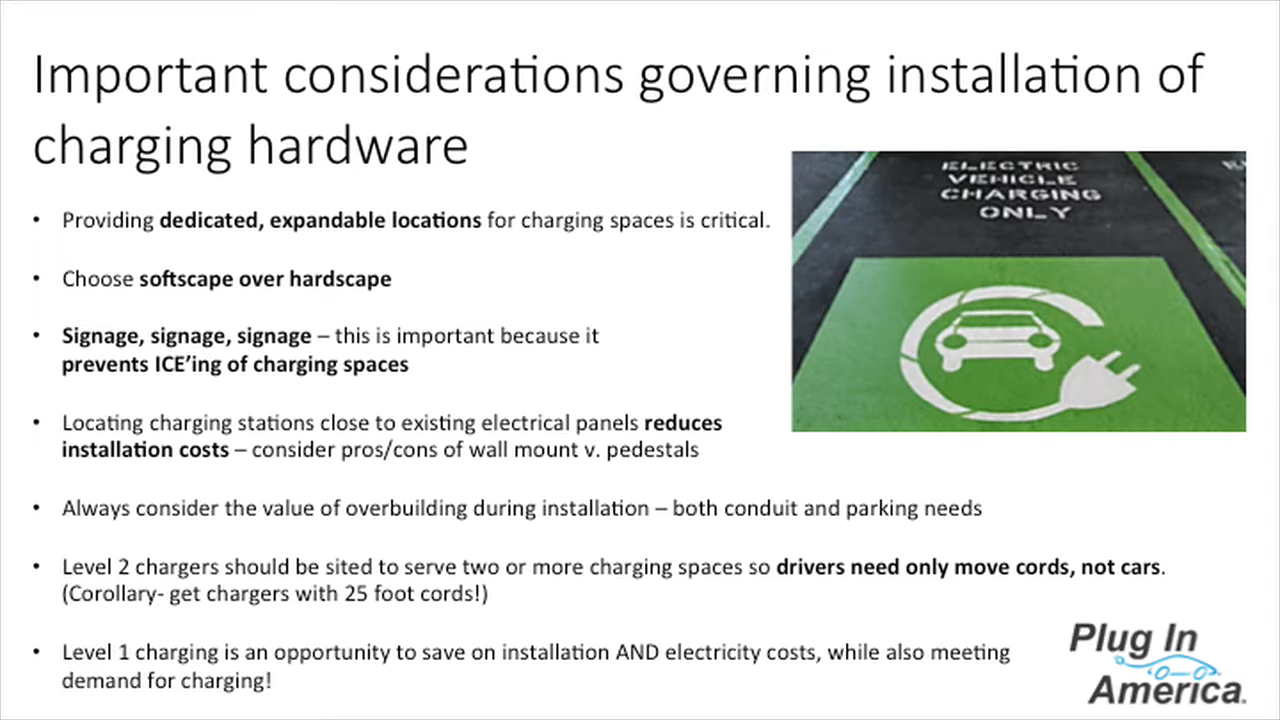 Important considerations governing installation of
charging hardware
• Providing dedicated, expandable locations for charging spaces is critical.
• Choose softscape over hardscape
• Signage, signage, signage – this is important because it
prevents ICE’ing of charging spaces
• Locating charging stations close to existing electrical panels reduces
installation costs – consider pros/cons of wall mount v. pedestals
• Always consider the value of overbuilding during installation – both conduit and parking needs
• Level 2 chargers should be sited to serve two or more charging spaces so drivers need only move cords, not cars.
(Corollary- get chargers with 25 foot cords!)
• Level 1 charging is an opportunity to save on installation AND electricity costs, while also meeting
demand for charging!
ELECTRIC
VEHICLE
CHARGING
ONLY
Plug In
America.